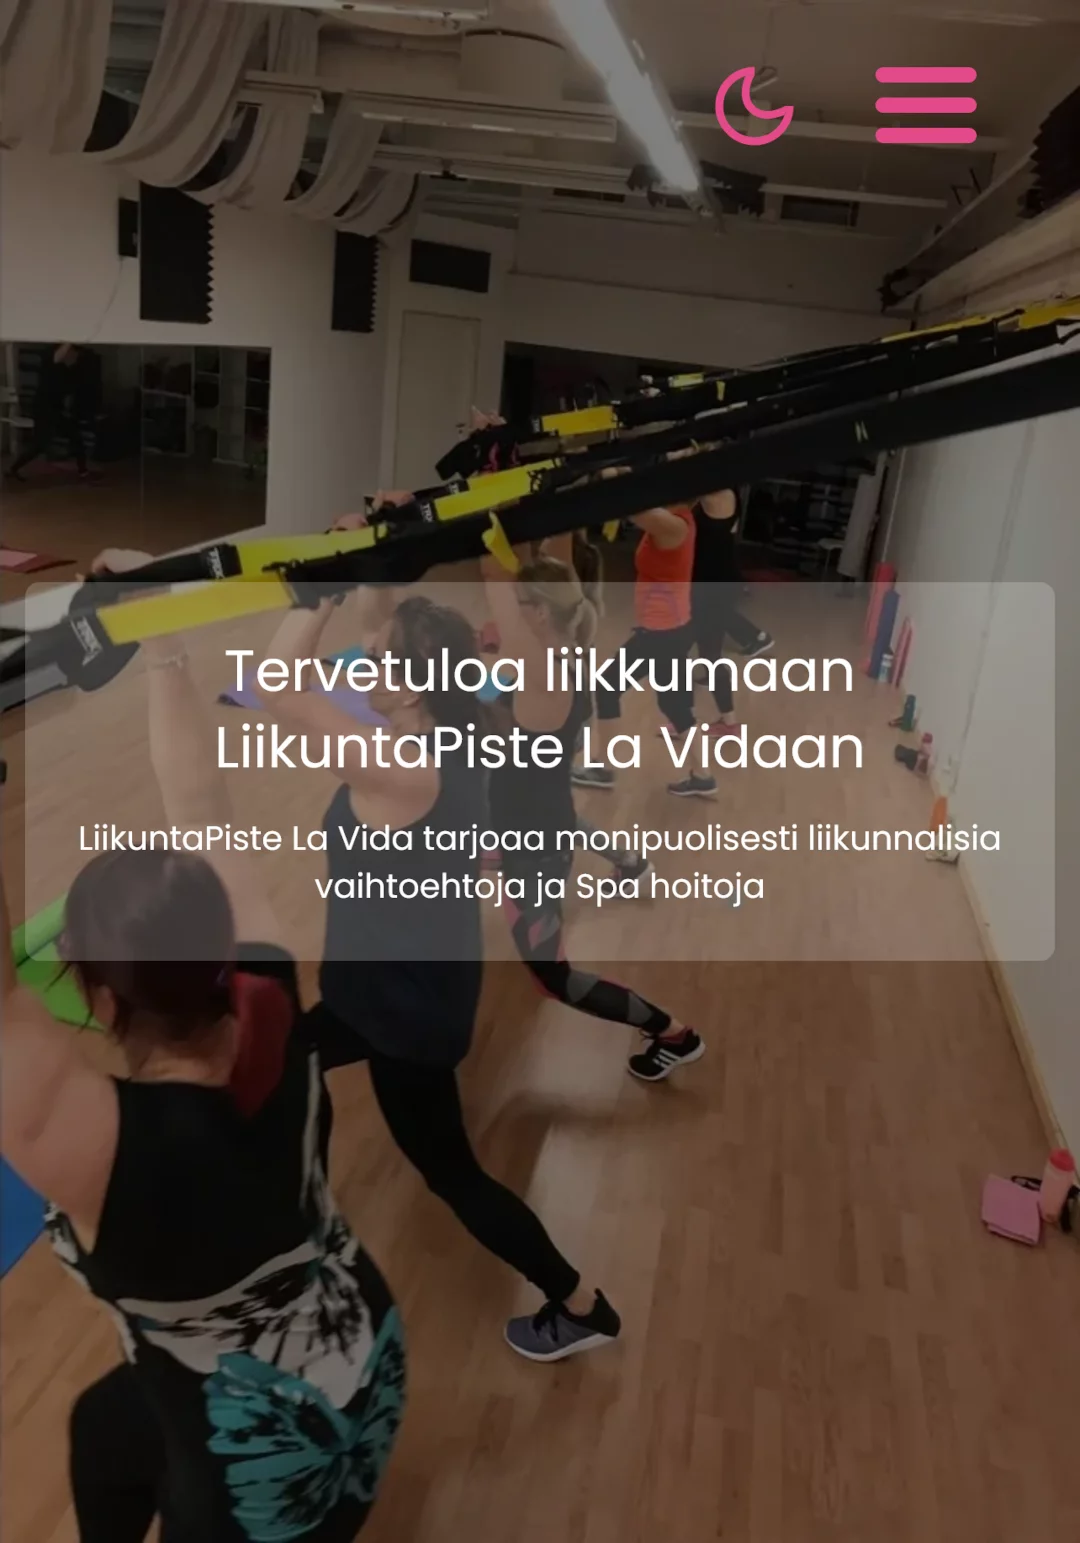 Tervetuloa liikkumaan
LiikuntaPiste La Vidaan
LiikuntaPiste La Vida tarjoaa monipuolisesti liikunnalisia
vaihtoehtoja ja Spa hoitoja